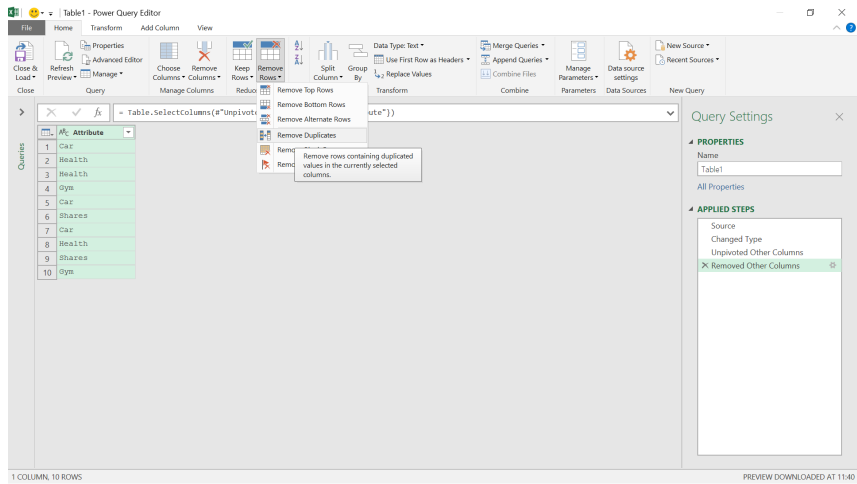 Table1 - Power Query Editor
File Home Transform Add Column View
Close & Load
Refresh Preview
Properties
Advanced Editor
Manage
Choose Columns
Remove Columns
Keep Rows
Remove Rows
Split Column
Group By
Data Type: Text
Use First Row as Headers
1 2 Replace Values
Merge Queries
Append Queries
Combine Files
Manage Parameters
Data source settings
New Source
Recent Sources
Close Query Manage Columns Transform Combine Parameters Data Sources New Query
Remove Top Rows
Remove Bottom Rows
Remove Alternate Rows
Remove Duplicates
Remove rows containing duplicated
values in the currently selected
columns.
fx = Table.SelectColumns(
Queries
ABC Attribute
1 Car
2 Health
3 Health
4 Gym
5 Car
6 Shares
7 Car
8 Health
9 Shares
10 Gym
Query Settings
PROPERTIES
Name
Table1
All Properties
APPLIED STEPS
Source
Changed Type
Unpivoted Other Columns
Removed Other Columns
1 COLUMN, 10 ROWS
PREVIEW DOWNLOADED AT 11:40